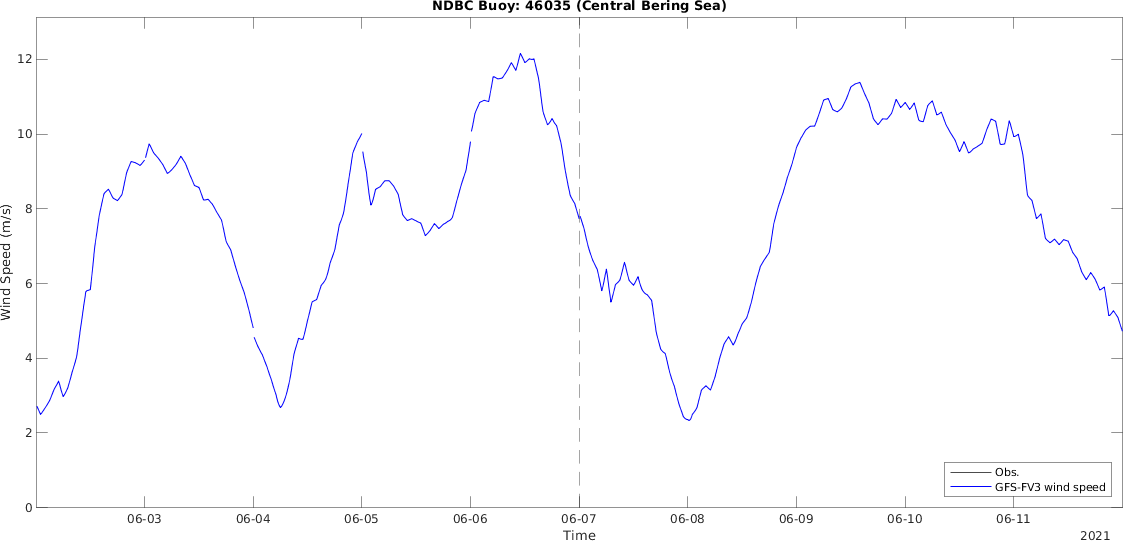 NDBC Buoy: 46035 (Central Bering Sea)
12
10
8
6
4
2
0
Wind Speed (m/s)
Obs.
GFS-FV3 wind speed
06-03 06-04 06-05 06-06 06-07 06-08 06-09 06-10 06-11
Time
2021